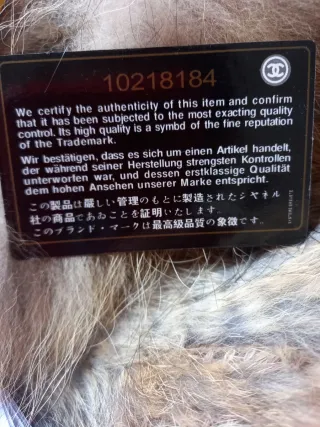 10218184
We certify the authenticity of this item and confirm
that it has been subjected to the most exacting quality
control. Its high quality is a symbol of the fine reputation
of the Trademark.
Wir bestätigen, dass es sich um einen Artikel handelt,
der während seiner Herstellung strengsten Kontrollen
unterworfen war, und dessen erstklassige Qualität
dem hohen Ansehen unserer Marke entspricht.
この製品は厳しい管理のもとに製造されたシヤネル
社の商品であおことを証明いたします。
このブランド・マークは最高級品質の象徴です。